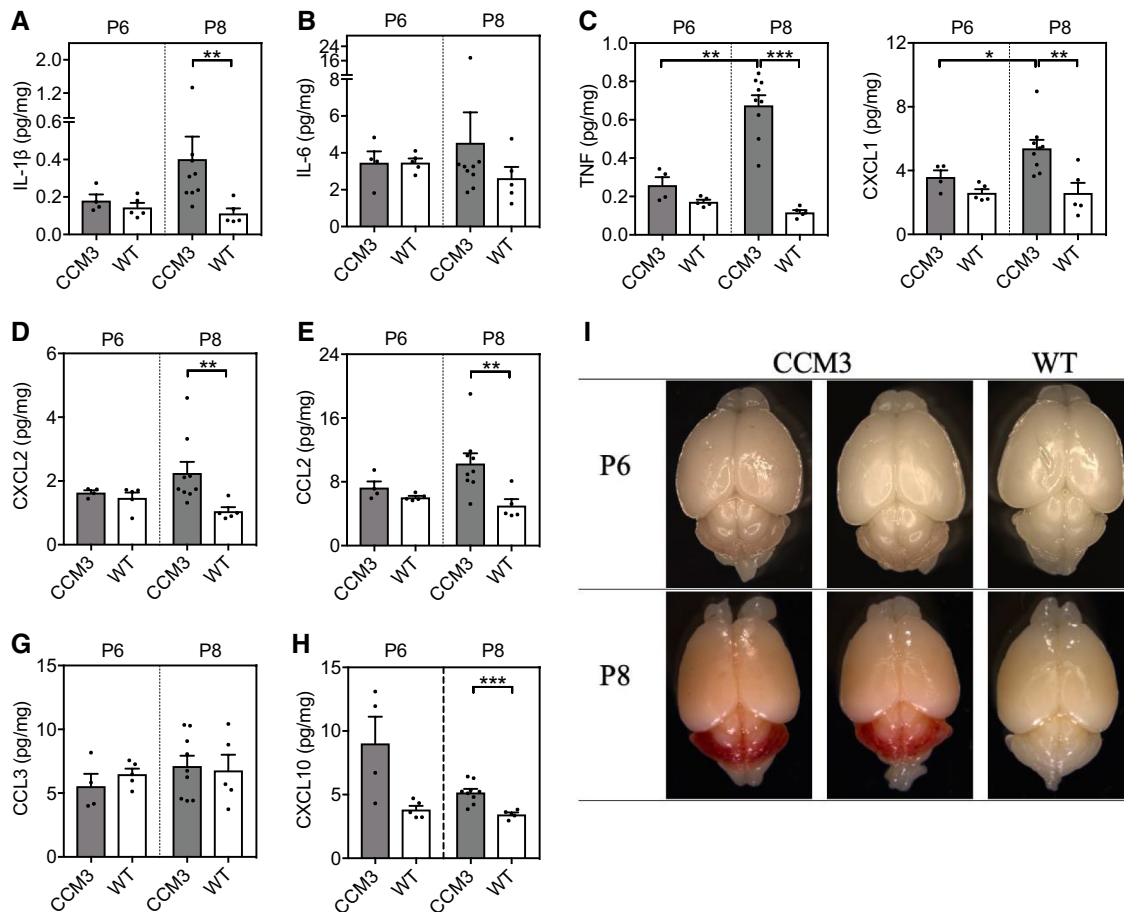 A
P6 P8
IL-1β (pg/mg)
2.0
1.2
0.6
0.4
0.2
0.0
**
CCM3 WT CCM3 WT
B
P6 P8
IL-6 (pg/mg)
24
16
8
6
4
2
0
CCM3 WT CCM3 WT
C
P6 P8
TNF (pg/mg)
1.0
0.8
0.6
0.4
0.2
0.0
** ***
CCM3 WT CCM3 WT
P6 P8
CXCL1 (pg/mg)
12
8
4
0
* **
CCM3 WT CCM3 WT
D
P6 P8
CXCL2 (pg/mg)
6
4
2
0
**
CCM3 WT CCM3 WT
E
P6 P8
CCL2 (pg/mg)
24
16
8
0
**
CCM3 WT CCM3 WT
I
CCM3 WT
P6
P8
G
P6 P8
CCL3 (pg/mg)
15
10
5
0
CCM3 WT CCM3 WT
H
P6 P8
CXCL10 (pg/mg)
15
10
5
0
***
CCM3 WT CCM3 WT